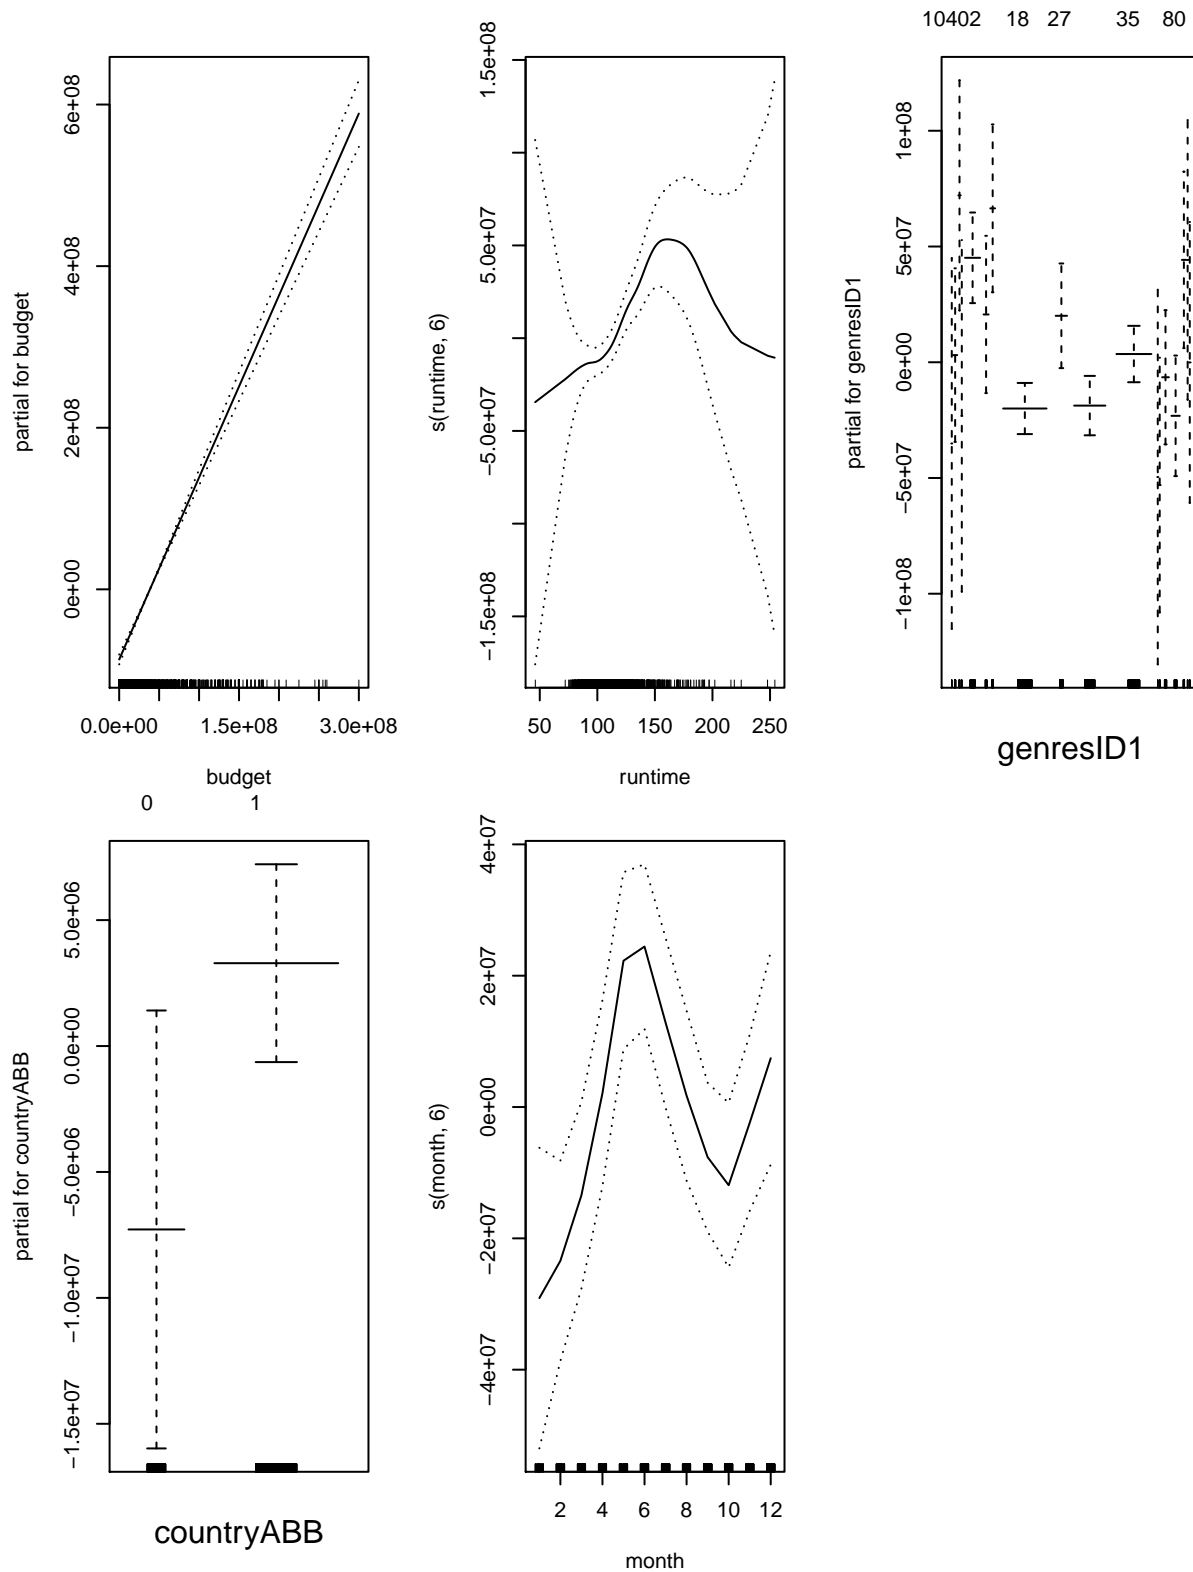 0.0e+00 1.5e+08 3.0e+08
0e+00 2e+08 4e+08 6e+08
budget
partial for budget
50 100 150 200 250
−1.5e+08 −5.0e+07 5.0e+07 1.5e+08
runtime
s(runtime, 6)
10402 18 27 35 80
−1e+08 −5e+07 0e+00 5e+07 1e+08
partial for genresID1
genresID1
0 1
−1.5e+07 −1.0e+07 −5.0e+06 0.0e+00 5.0e+06
partial for countryABB
countryABB
2 4 6 8 10 12
−4e+07 −2e+07 0e+00 2e+07 4e+07
month
s(month, 6)